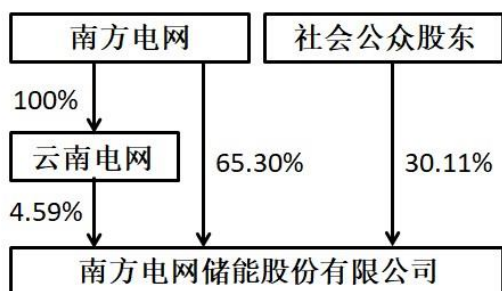 南方电网
社会公众股东
100%
云南电网
65.30%
30.11%
4.59%
南方电网储能股份有限公司